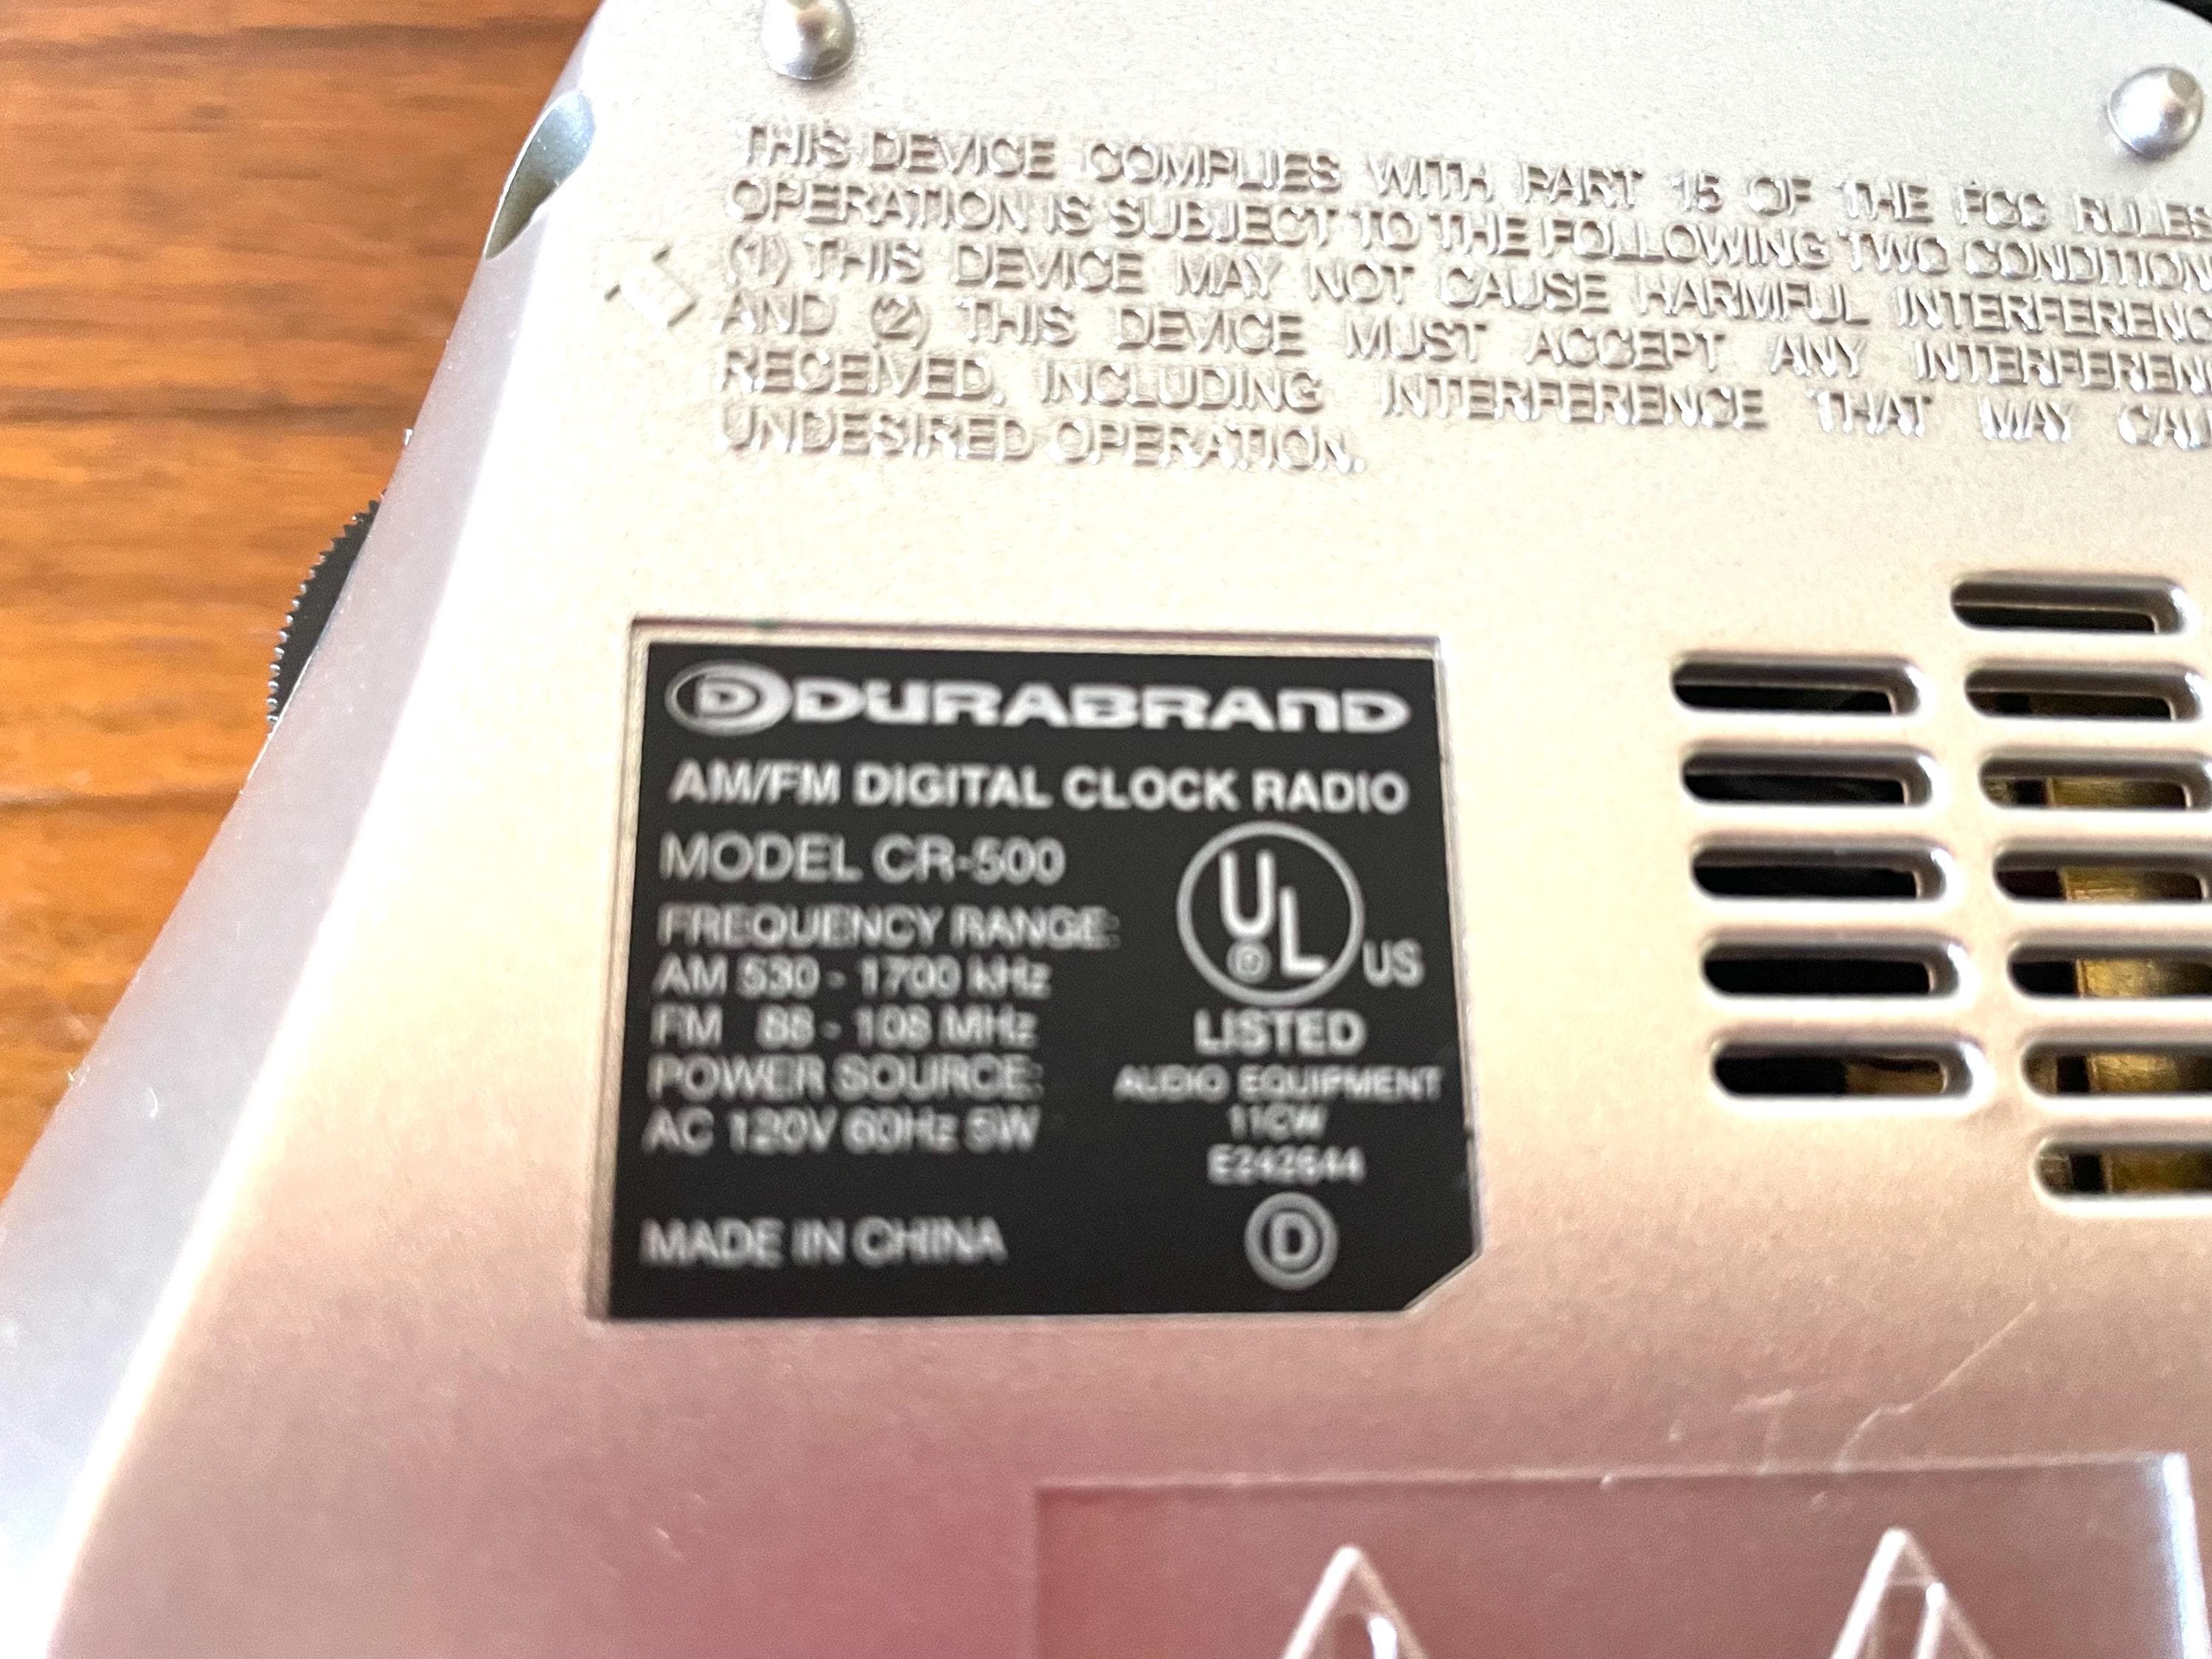 THIS DEVICE COMPLIES WITH PART 15 OF THE FCC RULES
OPERATION IS SUBJECT TO THE FOLLOWING TWO CONDITION
(1) THIS DEVICE MAY NOT CAUSE HARMFUL INTERFERENC
AND (2) THIS DEVICE MUST ACCEPT ANY INTERFEREN
RECEIVED, INCLUDING INTERFERENCE THAT MAY CAU
UNDESIRED OPERATION.
D DURABRAND
AM/FM DIGITAL CLOCK RADIO
MODEL CR-500
FREQUENCY RANGE:
AM 530 - 1700 kHz
FM 88 - 108 MHz
POWER SOURCE:
AC 120V 60Hz 5W
MADE IN CHINA
UL ® US
LISTED
AUDIO EQUIPMENT
11CW
E242644
D